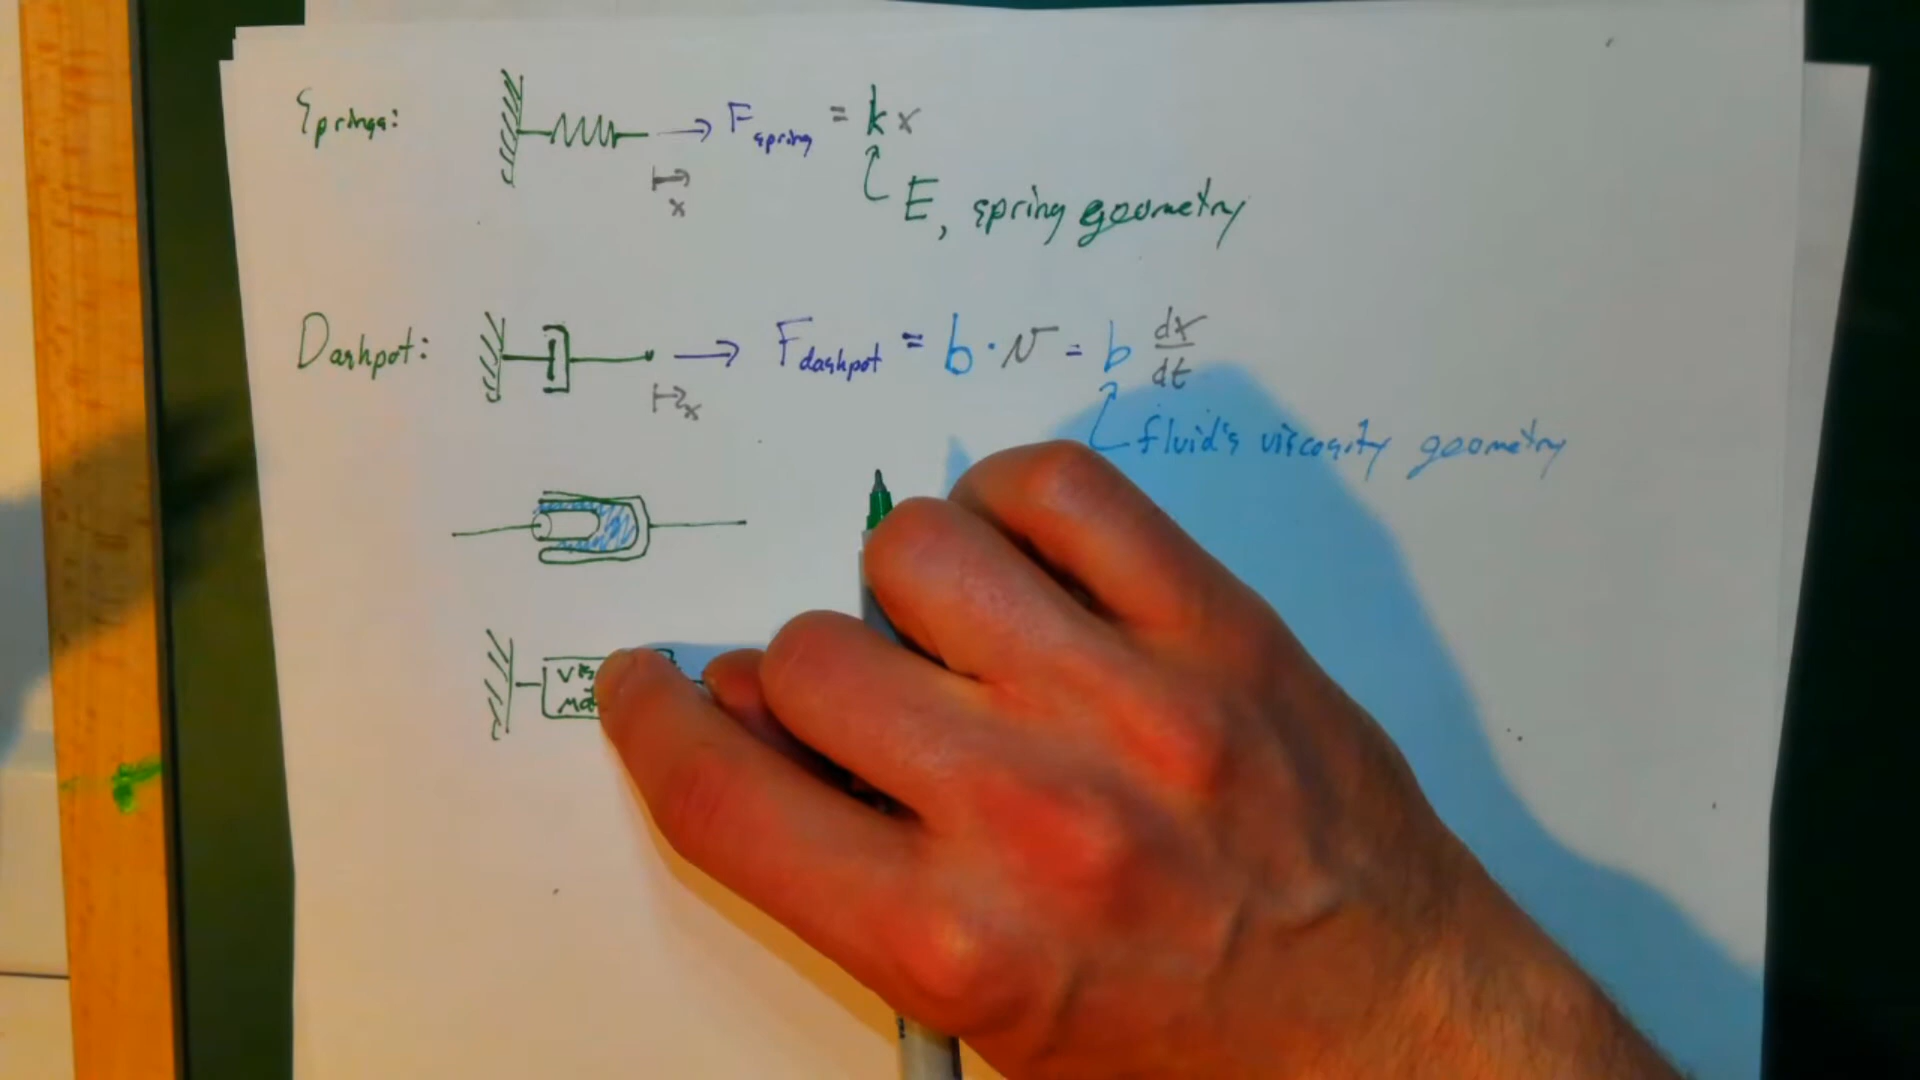 Springs: F spring = k x
x
E, spring geometry
Dashpot: F dashpot = b · v = b dx/dt
x
fluid's viscosity geometry